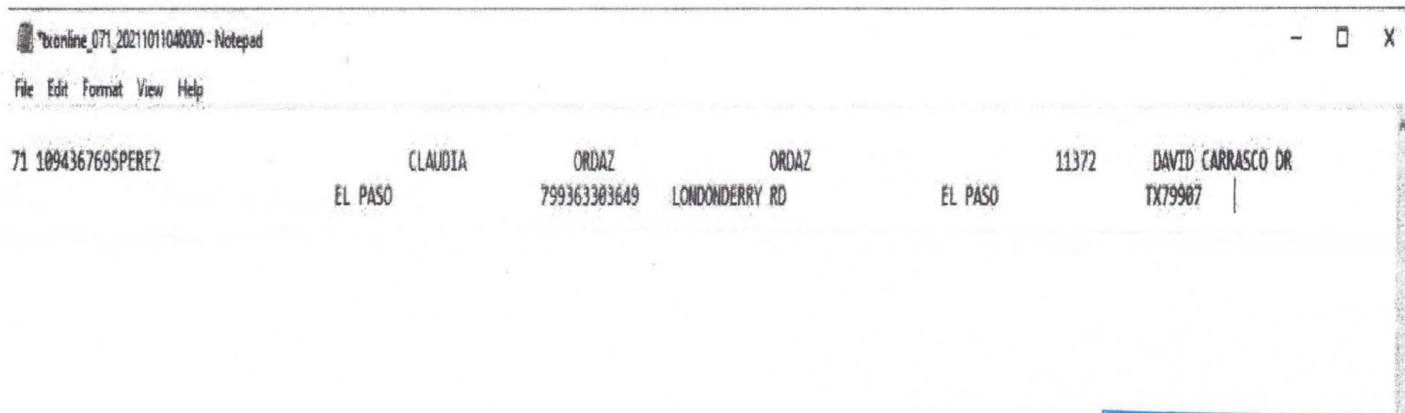 *txonline_071_20211011040000 - Notepad
File Edit Format View Help
71 1094367695PEREZ CLAUDIA ORDAZ ORDAZ 11372 DAVID CARRASCO DR
EL PASO 799363303649 LONDONDERRY RD EL PASO TX79907